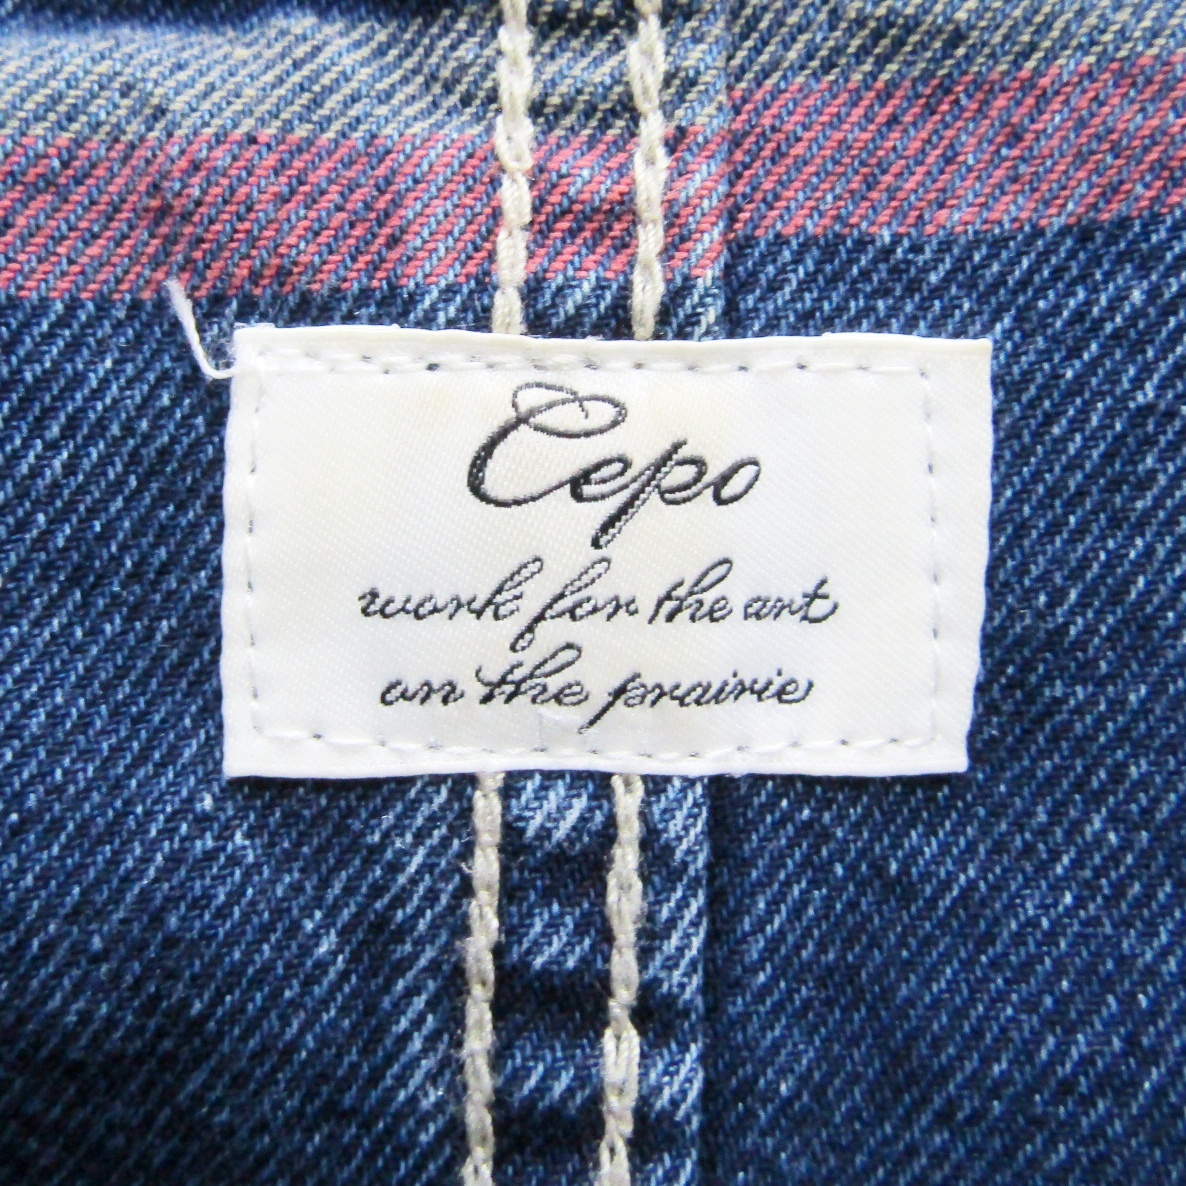 Cepo
work for the art
on the prairie